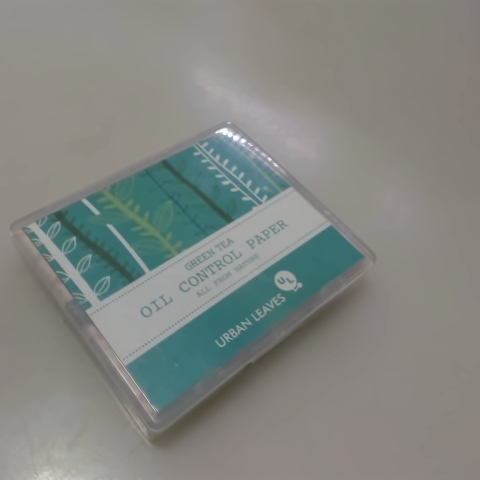 GREEN TEA
OIL CONTROL PAPER
ALL FROM NATURE
UL
URBAN LEAVES